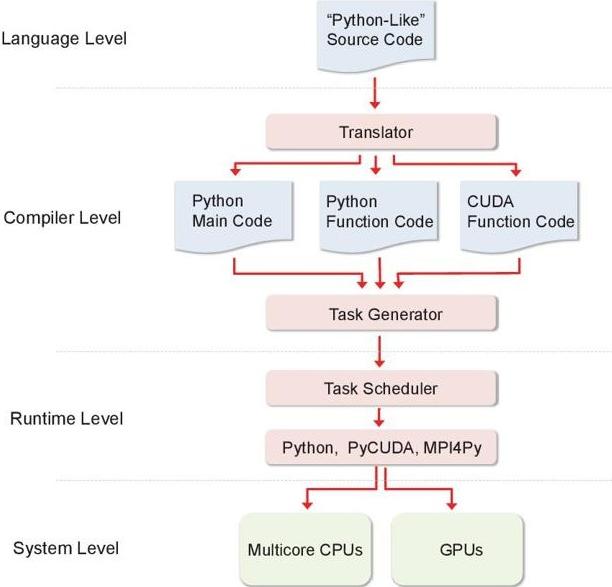 Language Level
“Python-Like”
Source Code
Translator
Compiler Level
Python
Main Code
Python
Function Code
CUDA
Function Code
Task Generator
Runtime Level
Task Scheduler
Python, PyCUDA, MPI4Py
System Level
Multicore CPUs
GPUs